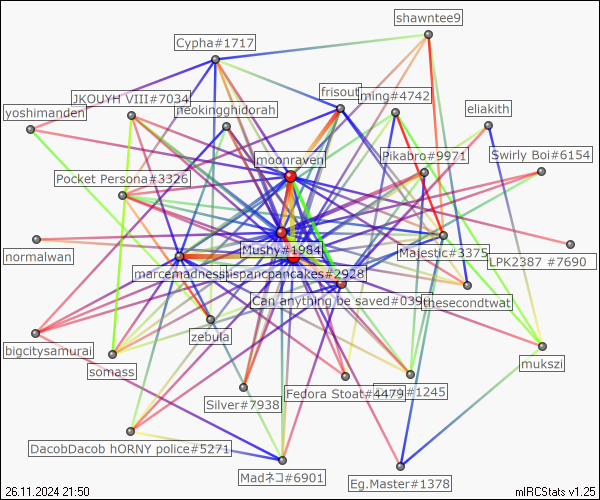 shawntee9
Cypha#1717
frisout
ming#4742
JKOUYH VIII#7034
neokingghidorah
eliakith
yoshimanden
moonraven
Pikabro#9971
Swirly Boi#6154
Pocket Persona#3326
normalwan
Mushy#1984
Majestic#3375
LPK2387 #7690
marcemadness
hispancpancakes#2928
Can anything be saved#0390
thesecondtwat
zebula
bigcitysamurai
somass
mukszi
Silver#7938
Fedora Stoat#4479
#1245
DacobDacob hORNY police#5271
Madネコ#6901
Eg.Master#1378
26.11.2024 21:50
mIRCStats v1.25